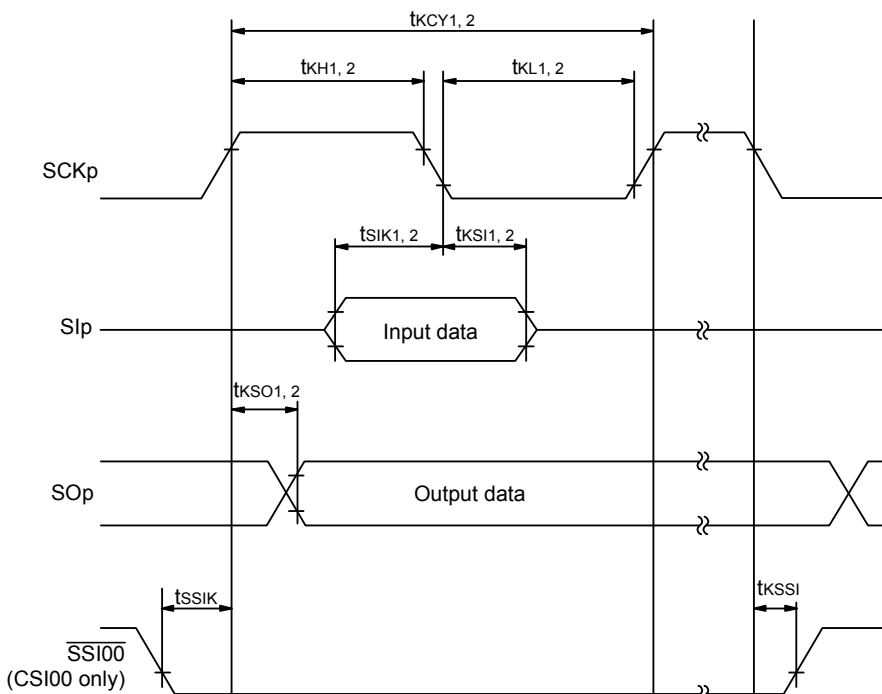 tKCY1, 2
tKH1, 2
tKL1, 2
SCKp
tSIK1, 2
tKSI1, 2
SIp
Input data
tKSO1, 2
SOp
Output data
tSSIK
tKSSI
SSI00
(CSI00 only)